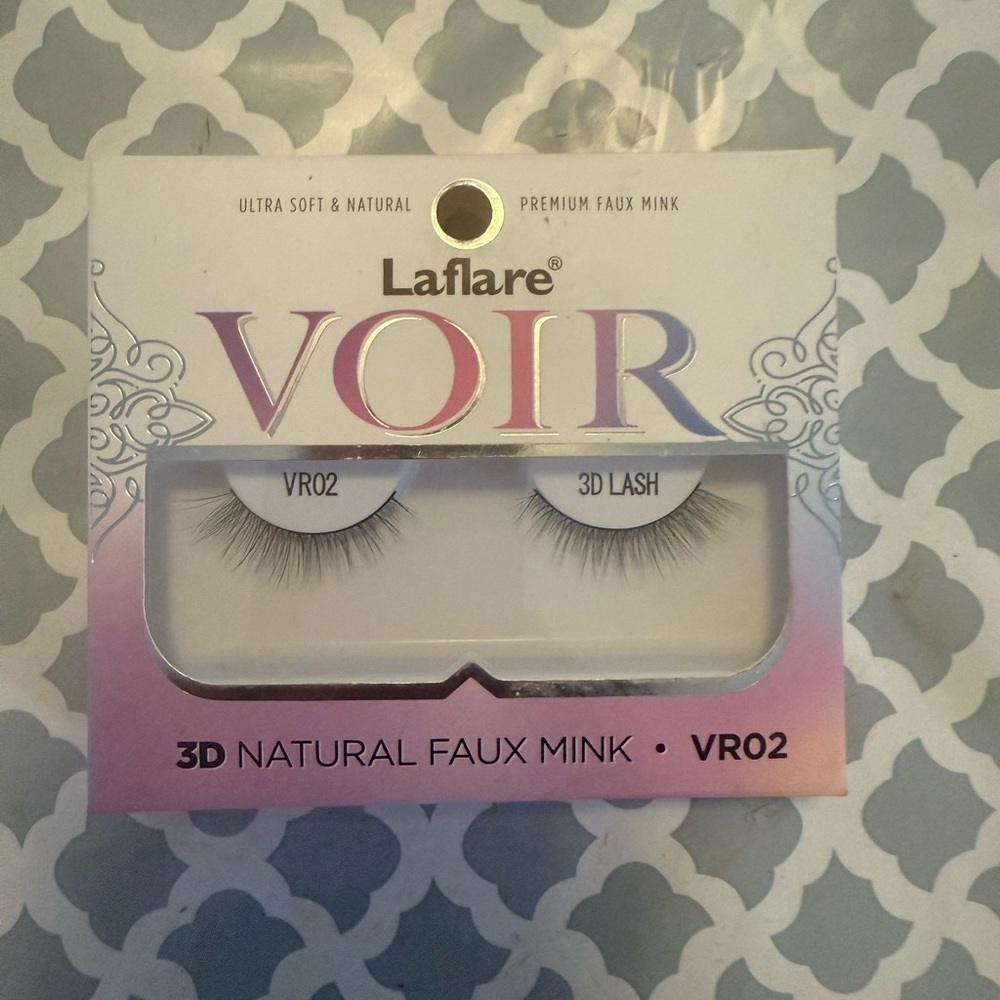 ULTRA SOFT & NATURAL PREMIUM FAUX MINK
Laflare®
VOIR
VR02 3D LASH
3D NATURAL FAUX MINK • VR02